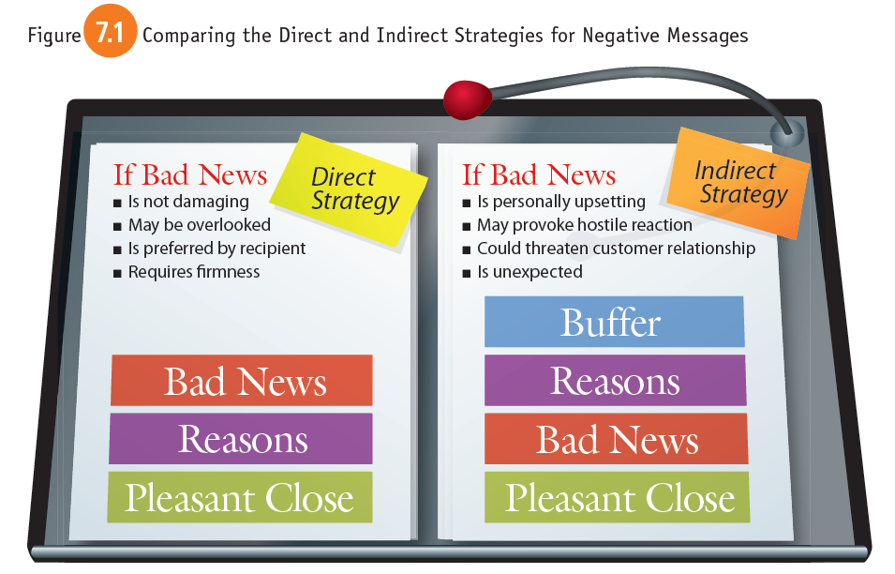 Figure 7.1 Comparing the Direct and Indirect Strategies for Negative Messages
If Bad News
Direct
Strategy
▪ Is not damaging
▪ May be overlooked
▪ Is preferred by recipient
▪ Requires firmness
Bad News
Reasons
Pleasant Close
If Bad News
Indirect
Strategy
▪ Is personally upsetting
▪ May provoke hostile reaction
▪ Could threaten customer relationship
▪ Is unexpected
Buffer
Reasons
Bad News
Pleasant Close